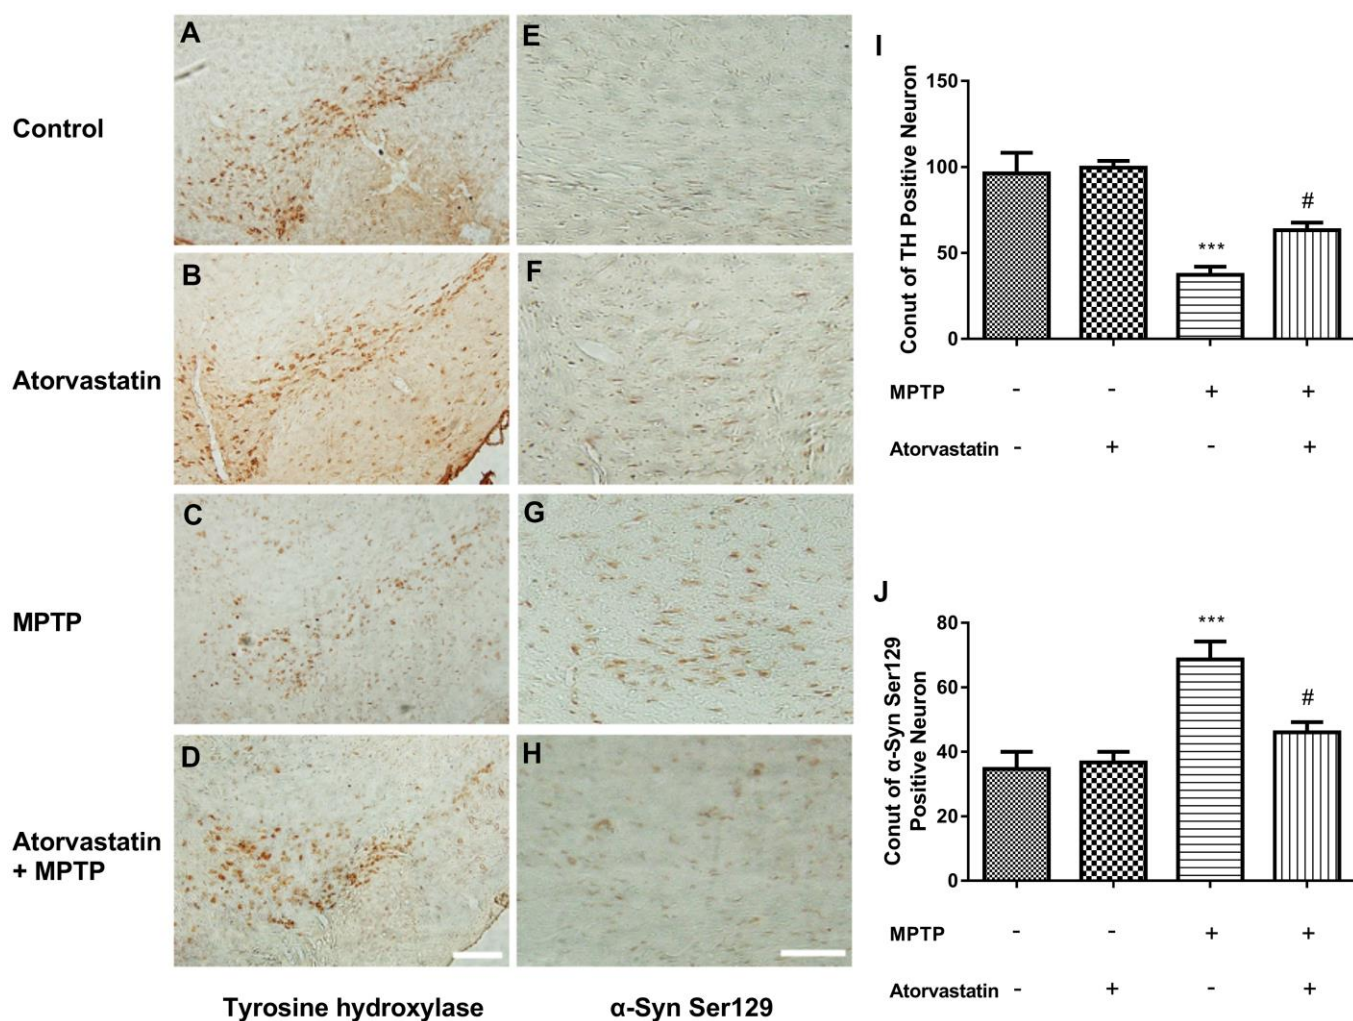 A
E
I
Control
Conut of TH Positive Neuron
150
100
50
0
***
#
B
F
Atorvastatin
MPTP - - + +
Atorvastatin - + - +
C
G
MPTP
J
Conut of α-Syn Ser129
Positive Neuron
80
60
40
20
0
***
#
D
H
Atorvastatin
+ MPTP
MPTP - - + +
Atorvastatin - + - +
Tyrosine hydroxylase
α-Syn Ser129